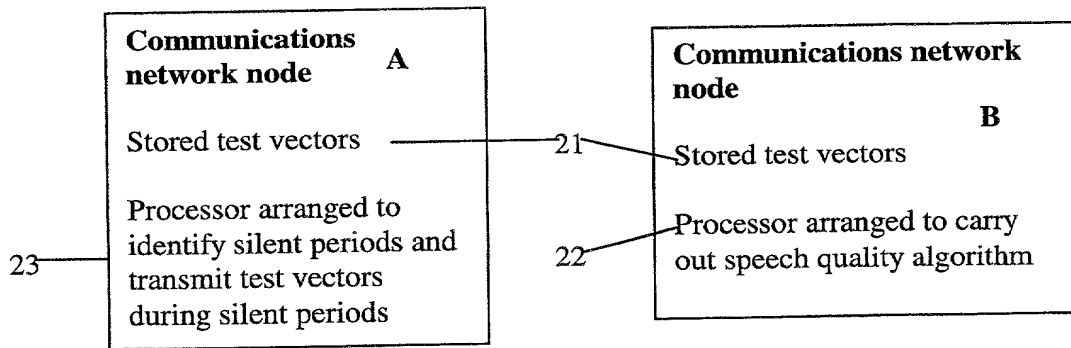 Communications
network node A
Stored test vectors
Processor arranged to
identify silent periods and
transmit test vectors
during silent periods
23
21
22
Communications network
node
B
Stored test vectors
Processor arranged to carry
out speech quality algorithm